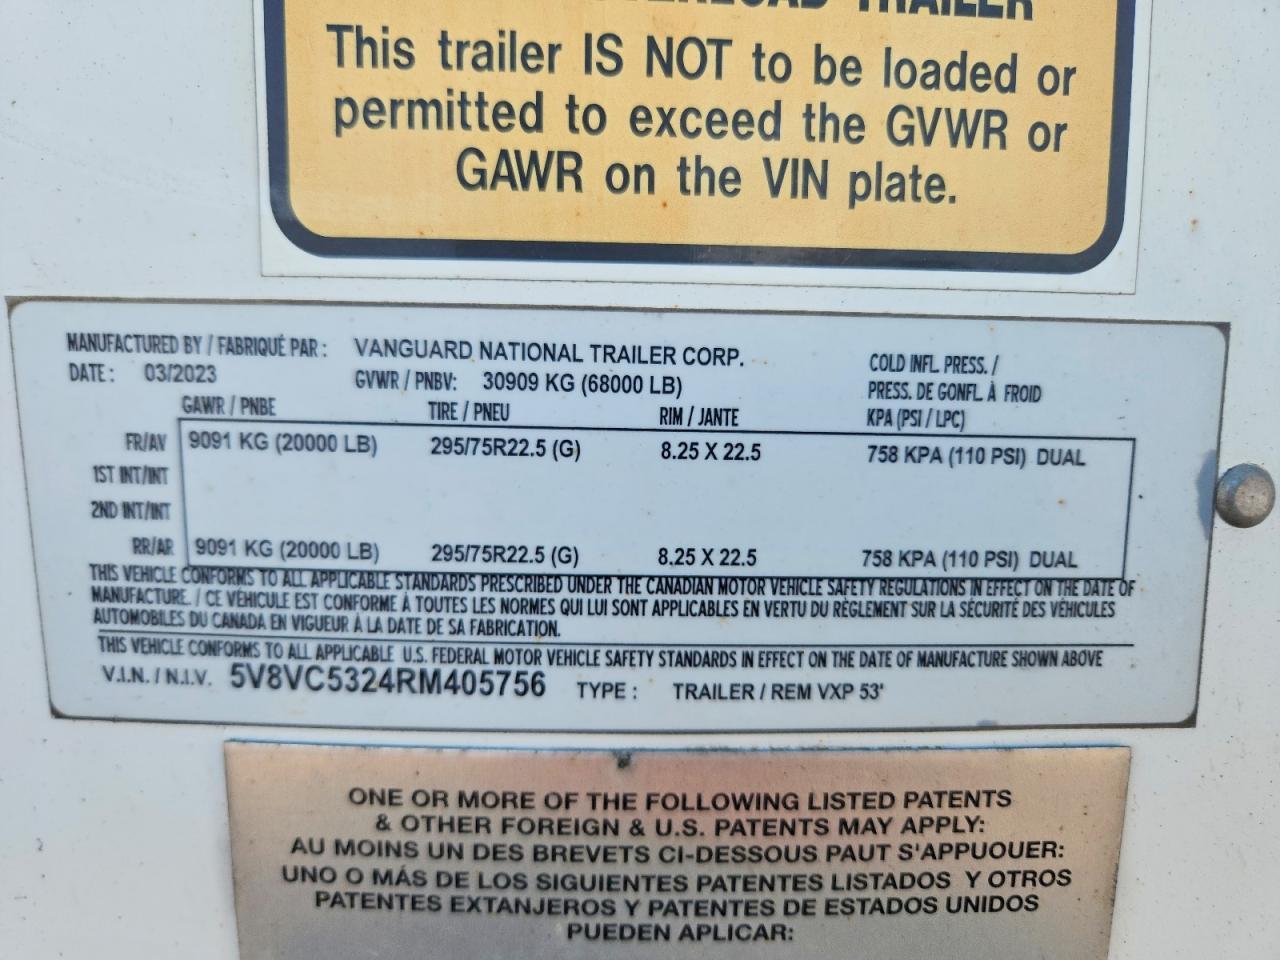 TRAILER
This trailer IS NOT to be loaded or
permitted to exceed the GVWR or
GAWR on the VIN plate.
MANUFACTURED BY / FABRIQUÉ PAR : VANGUARD NATIONAL TRAILER CORP.
DATE : 03/2023 GVWR / PNBV: 30909 KG (68000 LB)
COLD INFL. PRESS. /
PRESS. DE GONFL. À FROID
GAWR / PNBE TIRE / PNEU RIM / JANTE KPA (PSI / LPC)
FR/AV 9091 KG (20000 LB) 295/75R22.5 (G) 8.25 X 22.5 758 KPA (110 PSI) DUAL
1ST INT/INT
2ND INT/INT
RR/AR 9091 KG (20000 LB) 295/75R22.5 (G) 8.25 X 22.5 758 KPA (110 PSI) DUAL
THIS VEHICLE CONFORMS TO ALL APPLICABLE STANDARDS PRESCRIBED UNDER THE CANADIAN MOTOR VEHICLE SAFETY REGULATIONS IN EFFECT ON THE DATE OF
MANUFACTURE. / CE VÉHICULE EST CONFORME À TOUTES LES NORMES QUI LUI SONT APPLICABLES EN VERTU DU RÈGLEMENT SUR LA SÉCURITÉ DES VÉHICULES
AUTOMOBILES DU CANADA EN VIGUEUR À LA DATE DE SA FABRICATION.
THIS VEHICLE CONFORMS TO ALL APPLICABLE U.S. FEDERAL MOTOR VEHICLE SAFETY STANDARDS IN EFFECT ON THE DATE OF MANUFACTURE SHOWN ABOVE
V.I.N. / N.I.V. 5V8VC5324RM405756 TYPE : TRAILER / REM VXP 53'
ONE OR MORE OF THE FOLLOWING LISTED PATENTS
& OTHER FOREIGN & U.S. PATENTS MAY APPLY:
AU MOINS UN DES BREVETS CI-DESSOUS PAUT S'APPUOUER:
UNO O MÁS DE LOS SIGUIENTES PATENTES LISTADOS Y OTROS
PATENTES EXTANJEROS Y PATENTES DE ESTADOS UNIDOS
PUEDEN APLICAR: